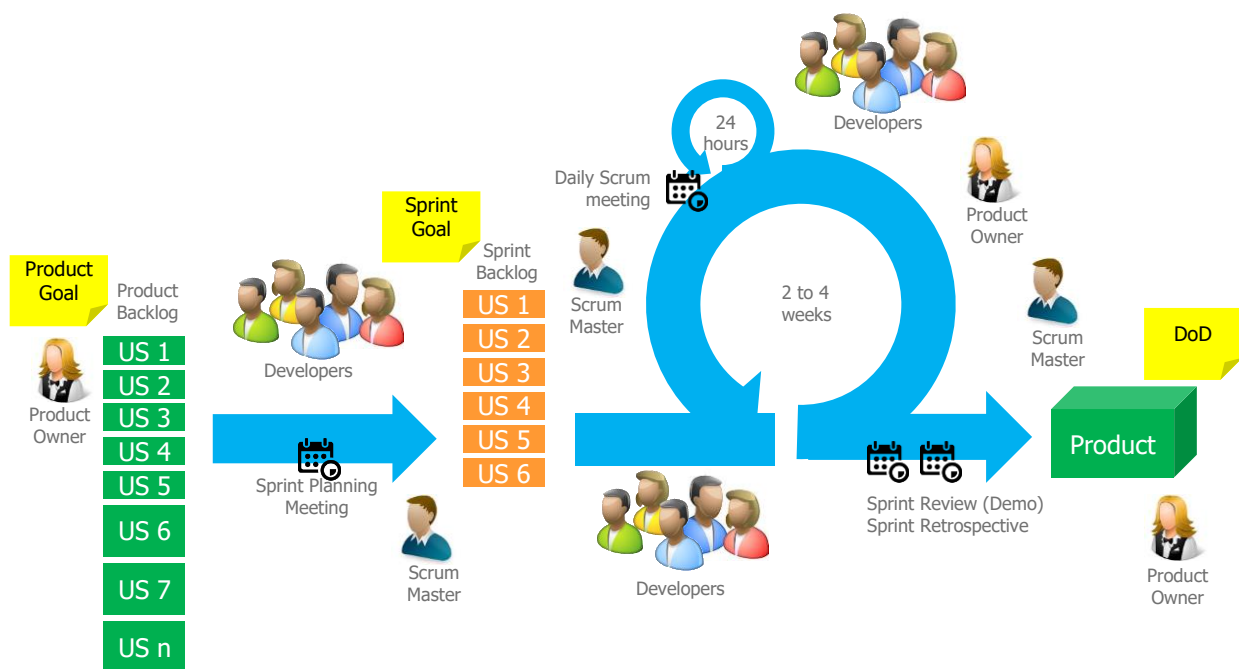 Product
Goal
Product
Backlog
US 1
US 2
US 3
US 4
US 5
US 6
US 7
US n
Product
Owner
Developers
Sprint Planning
Meeting
Scrum
Master
Sprint
Goal
Sprint
Backlog
US 1
US 2
US 3
US 4
US 5
US 6
Scrum
Master
Daily Scrum
meeting
24
hours
2 to 4
weeks
Developers
Developers
Product
Owner
Scrum
Master
Sprint Review (Demo)
Sprint Retrospective
DoD
Product
Product
Owner